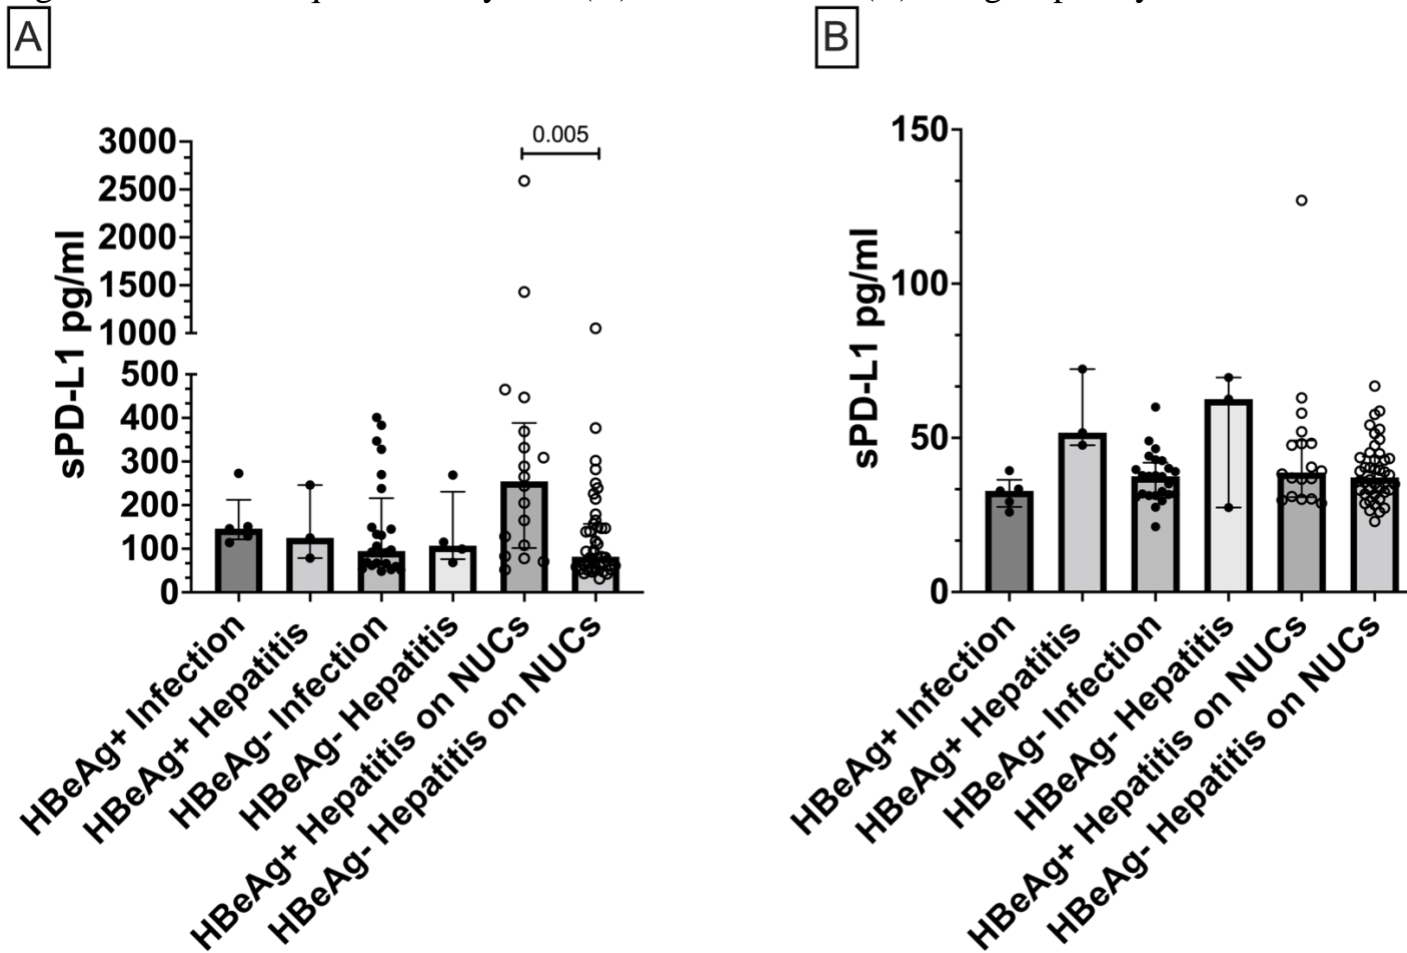 A
3000
2500
2000
1500
1000
500
400
300
200
100
0
sPD-L1 pg/ml
0.005
HBeAg+ Infection
HBeAg+ Hepatitis
HBeAg- Infection
HBeAg- Hepatitis
HBeAg+ Hepatitis on NUCs
HBeAg- Hepatitis on NUCs
B
150
100
50
0
sPD-L1 pg/ml
HBeAg+ Infection
HBeAg+ Hepatitis
HBeAg- Infection
HBeAg- Hepatitis
HBeAg+ Hepatitis on NUCs
HBeAg- Hepatitis on NUCs